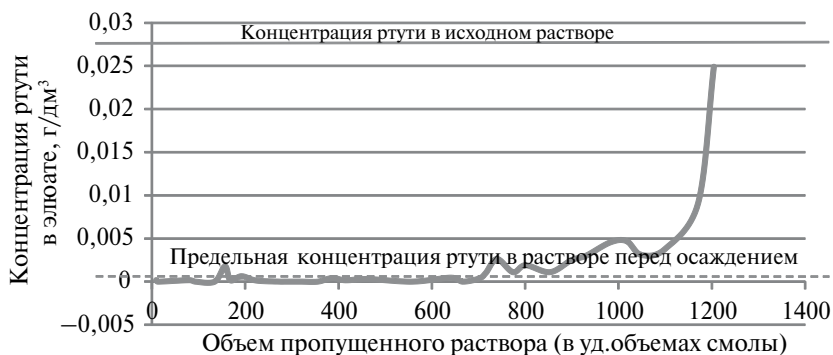 Концентрация ртути
в элюате, г/дм³
0,03
0,025
0,02
0,015
0,01
0,005
0
−0,005
Концентрация ртути в исходном растворе
Предельная концентрация ртути в растворе перед осаждением
0 200 400 600 800 1000 1200 1400
Объем пропущенного раствора (в уд.объемах смолы)